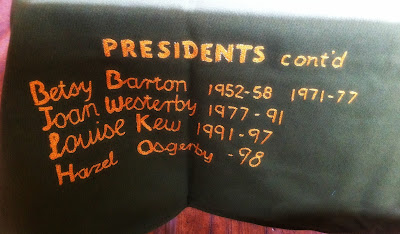 PRESIDENTS cont'd
Betsy Barton 1952-58 1971-77
Joan Westerby 1977-91
Louise Kew 1991-97
Hazel Osgerby -98